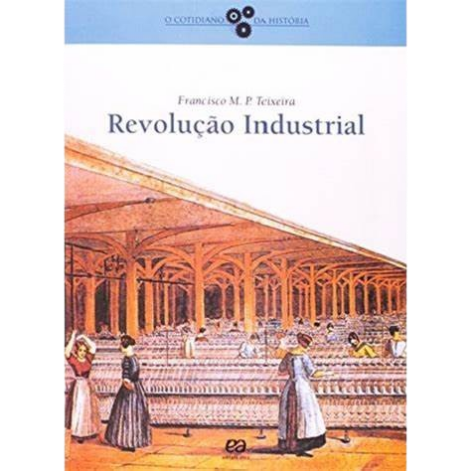 O COTIDIANO DA HISTÓRIA
Francisco M. P. Teixeira
Revolução Industrial